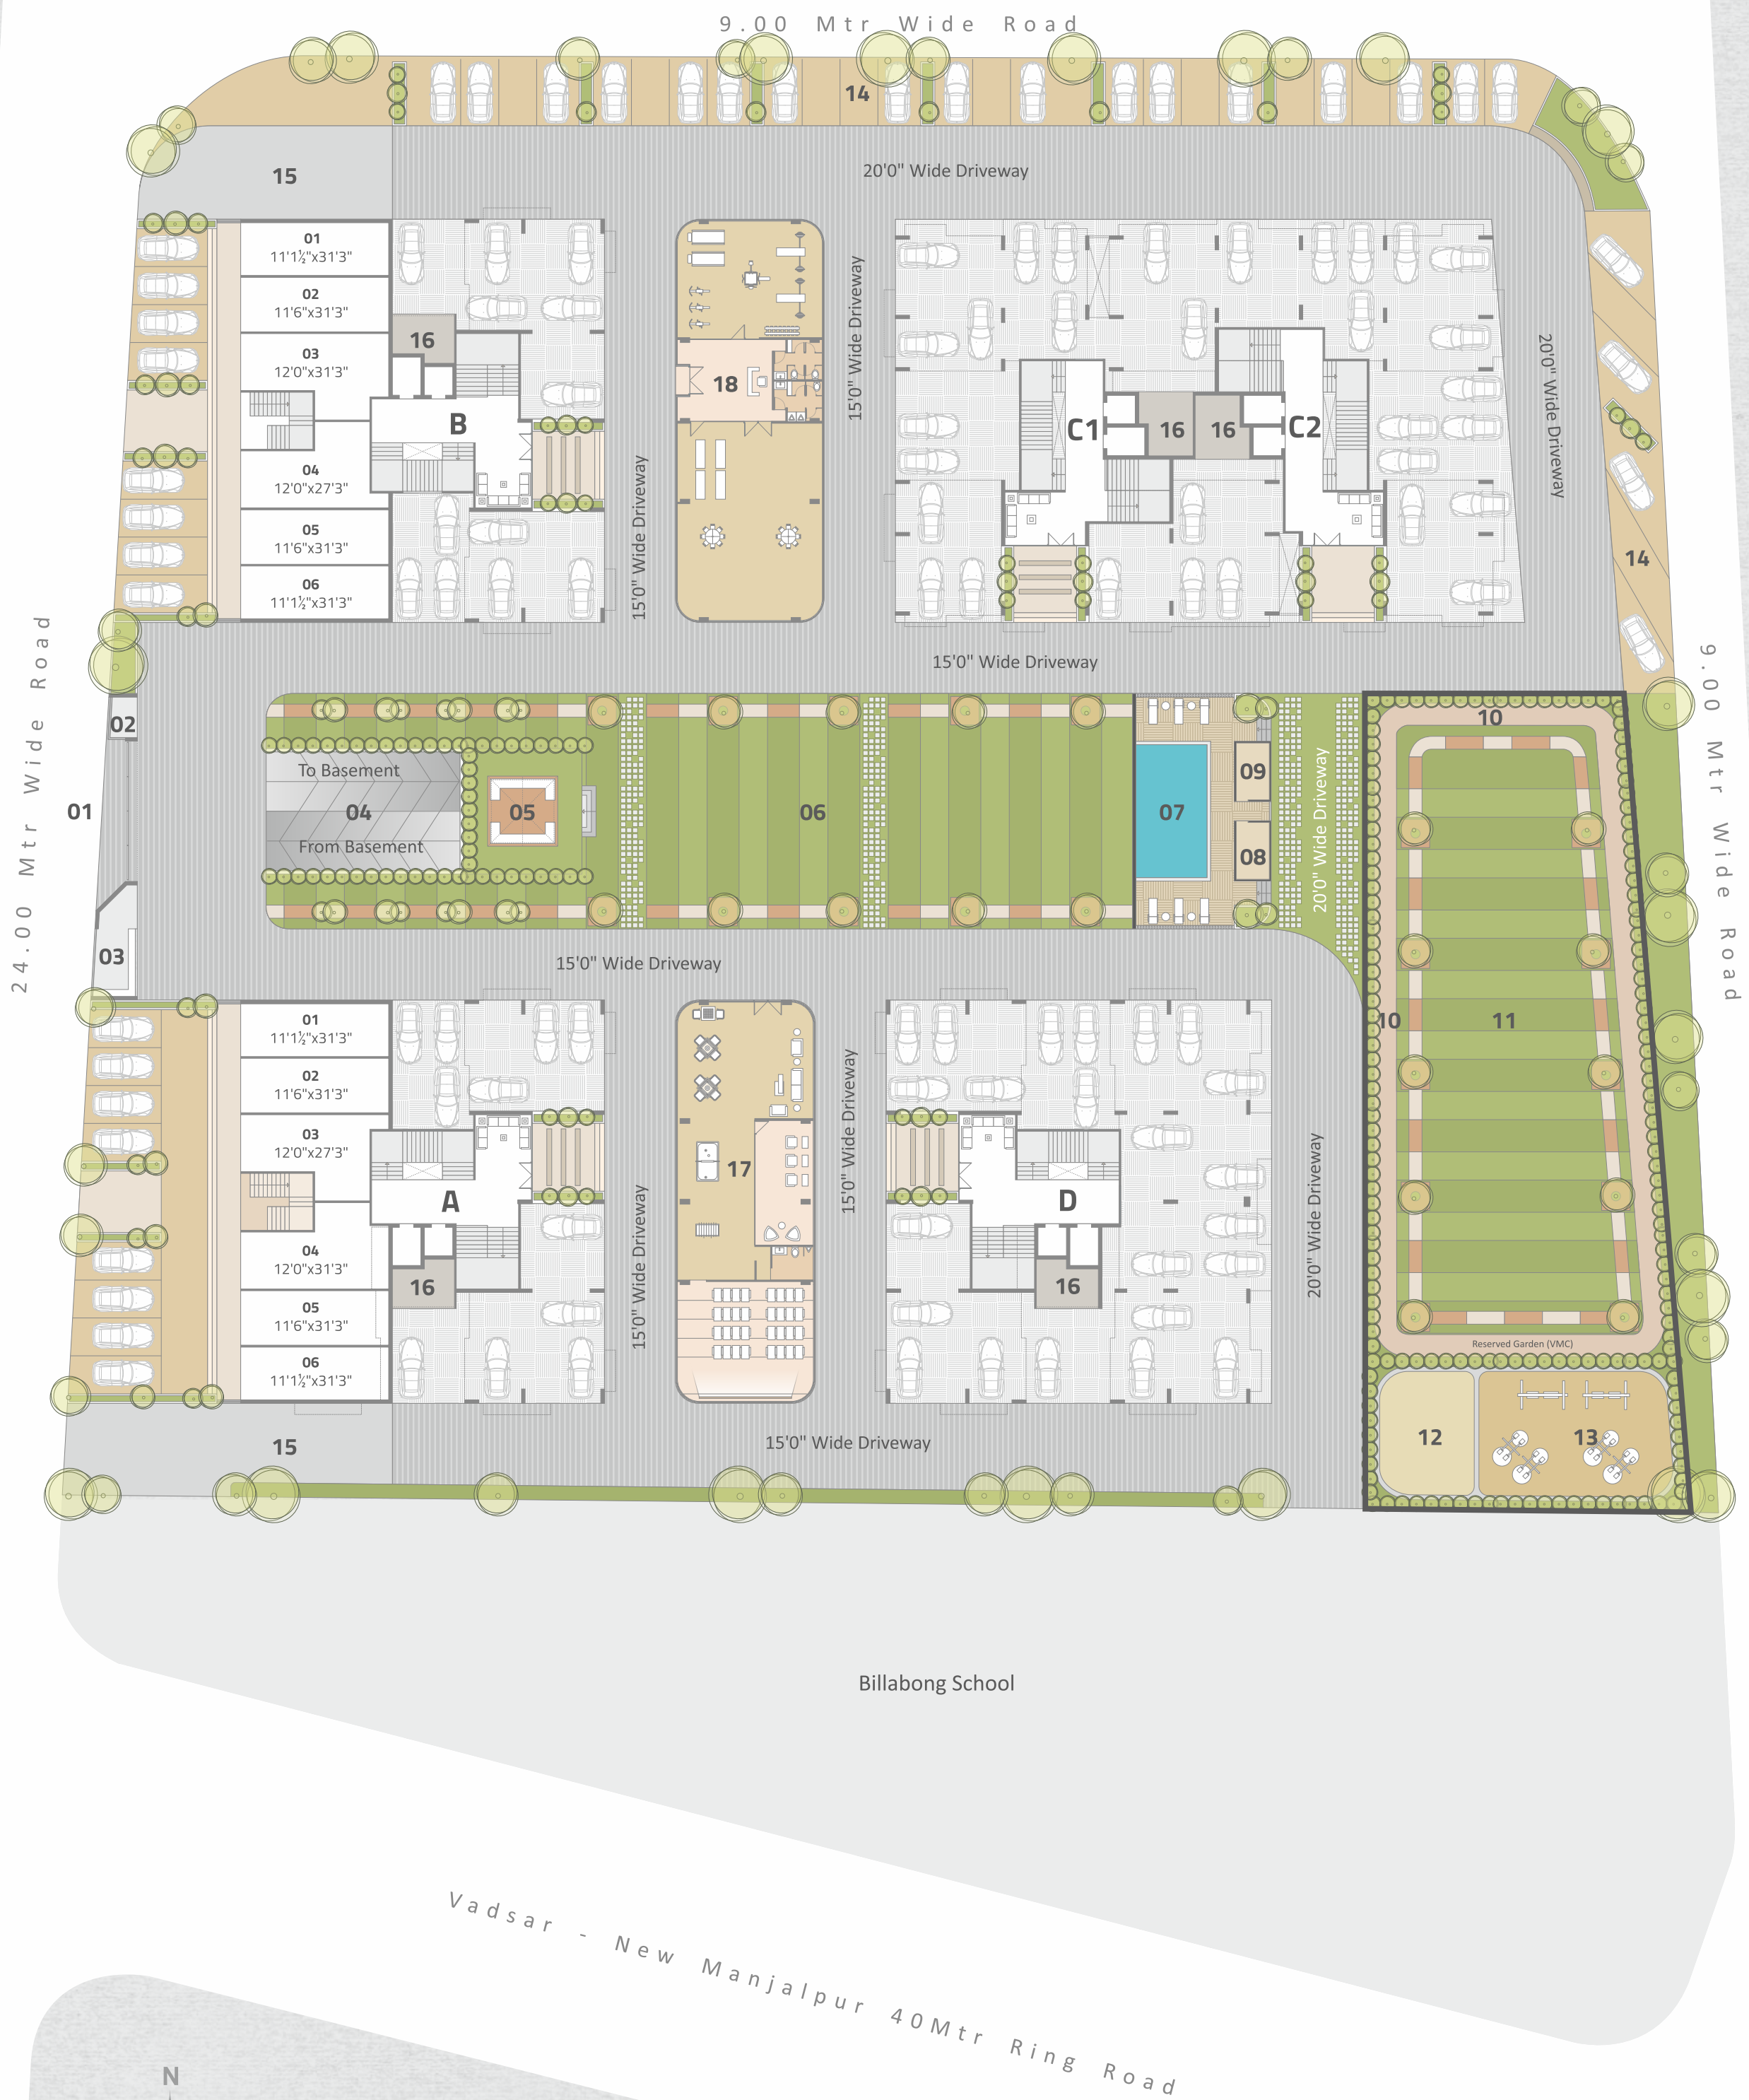 9.00 Mtr Wide Road
14
15
20'0" Wide Driveway
01
11'1½"x31'3"
02
11'6"x31'3"
03
12'0"x31'3"
04
12'0"x27'3"
05
11'6"x31'3"
06
11'1½"x31'3"
16
B
15'0" Wide Driveway
18
15'0" Wide Driveway
C1
16
16
C2
20'0" Wide Driveway
14
15'0" Wide Driveway
24.00 Mtr Wide Road
9.00 Mtr Wide Road
02
01
03
To Basement
04
From Basement
05
06
07
09
08
20'0" Wide Driveway
10
10
11
Reserved Garden (VMC)
12
13
15'0" Wide Driveway
01
11'1½"x31'3"
02
11'6"x31'3"
03
12'0"x27'3"
04
12'0"x31'3"
05
11'6"x31'3"
06
11'1½"x31'3"
A
16
15'0" Wide Driveway
17
15'0" Wide Driveway
D
16
20'0" Wide Driveway
15
15'0" Wide Driveway
Billabong School
Vadsar - New Manjalpur 40Mtr Ring Road
N